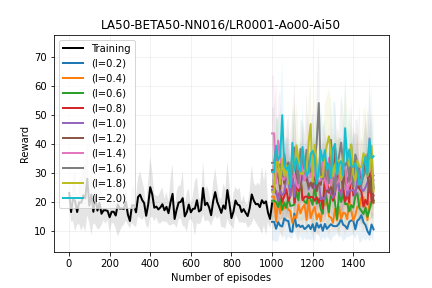 LA50-BETA50-NN016/LR0001-Ao00-Ai50
70
60
50
40
30
20
10
Reward
Training
(l=0.2)
(l=0.4)
(l=0.6)
(l=0.8)
(l=1.0)
(l=1.2)
(l=1.4)
(l=1.6)
(l=1.8)
(l=2.0)
0 200 400 600 800 1000 1200 1400
Number of episodes